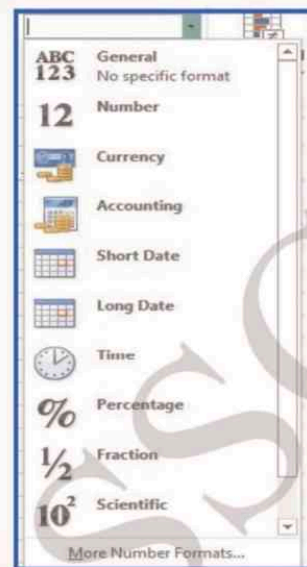 ABC
123
General
No specific format
12
Number
Currency
Accounting
Short Date
Long Date
Time
%
Percentage
½
Fraction
10²
Scientific
More Number Formats...
SSC